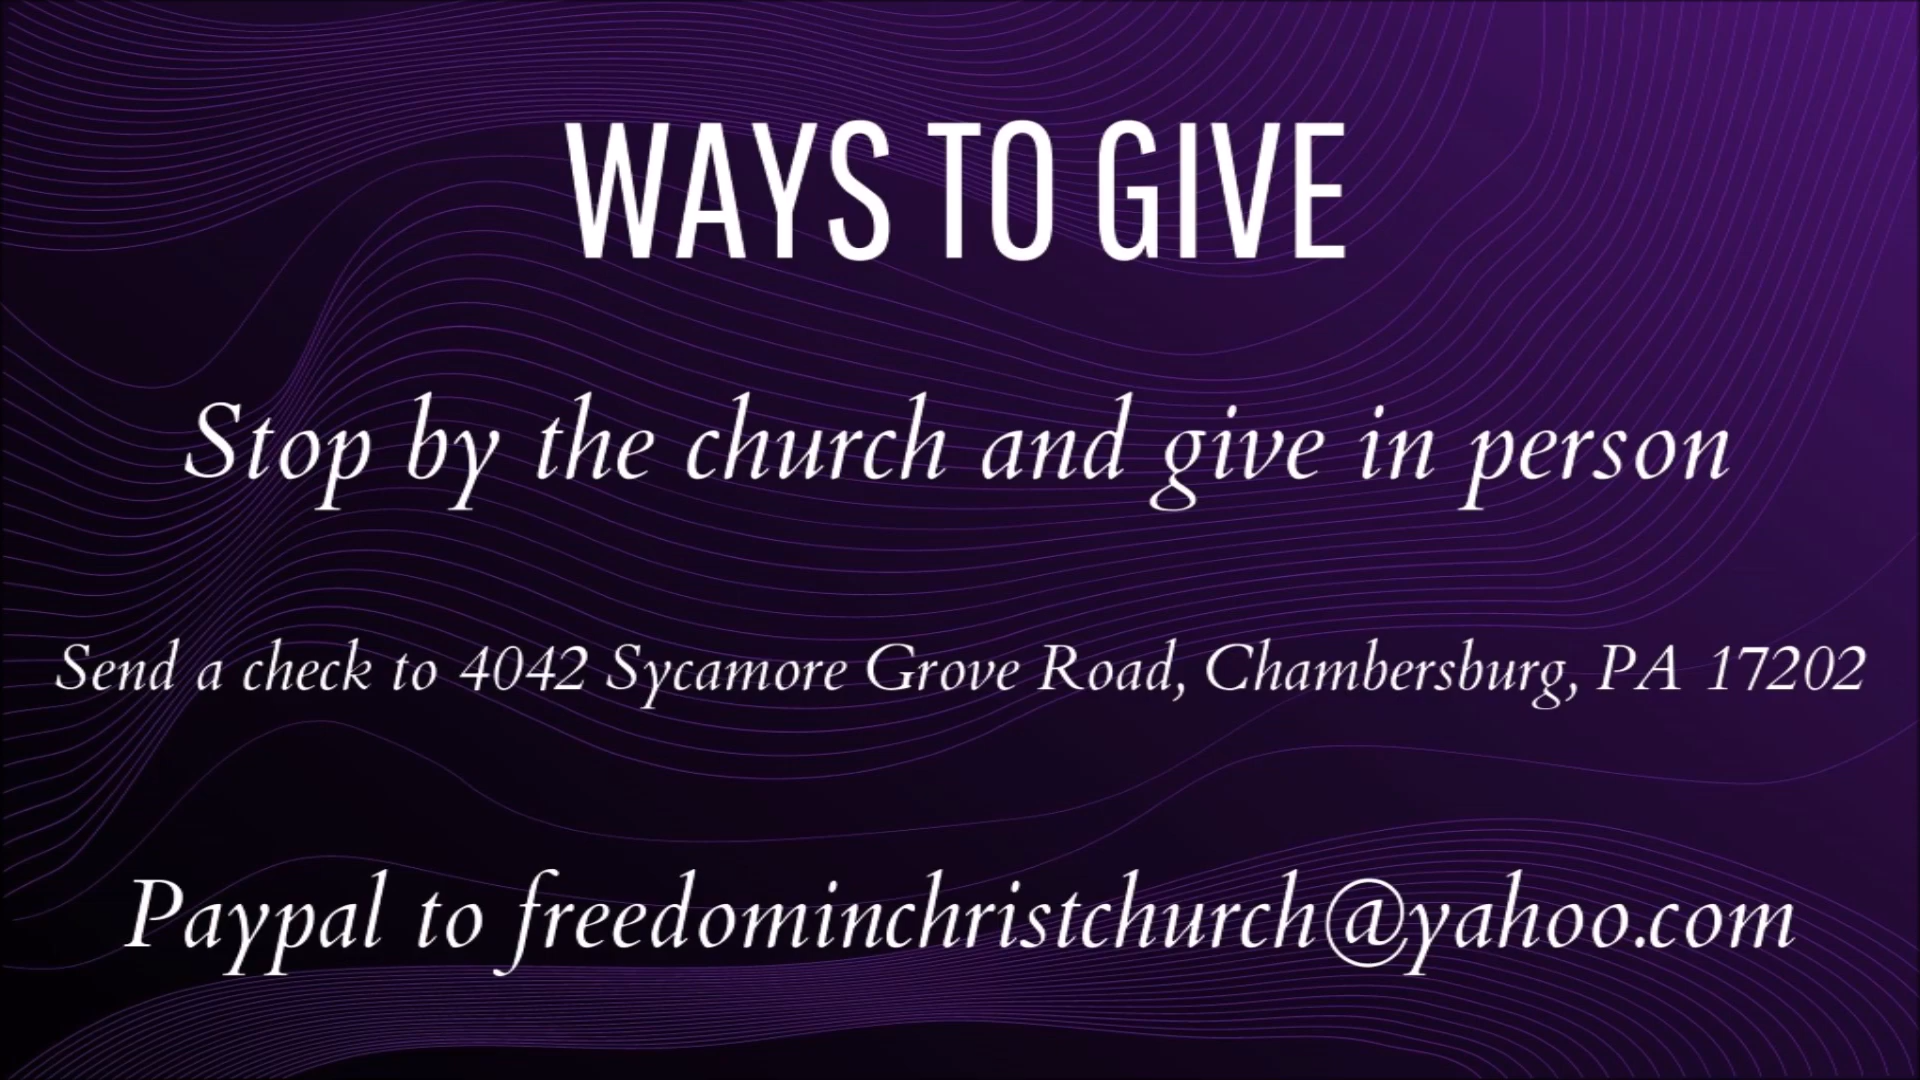 WAYS TO GIVE
Stop by the church and give in person
Send a check to 4042 Sycamore Grove Road, Chambersburg, PA 17202
Paypal to freedominchristchurch@yahoo.com